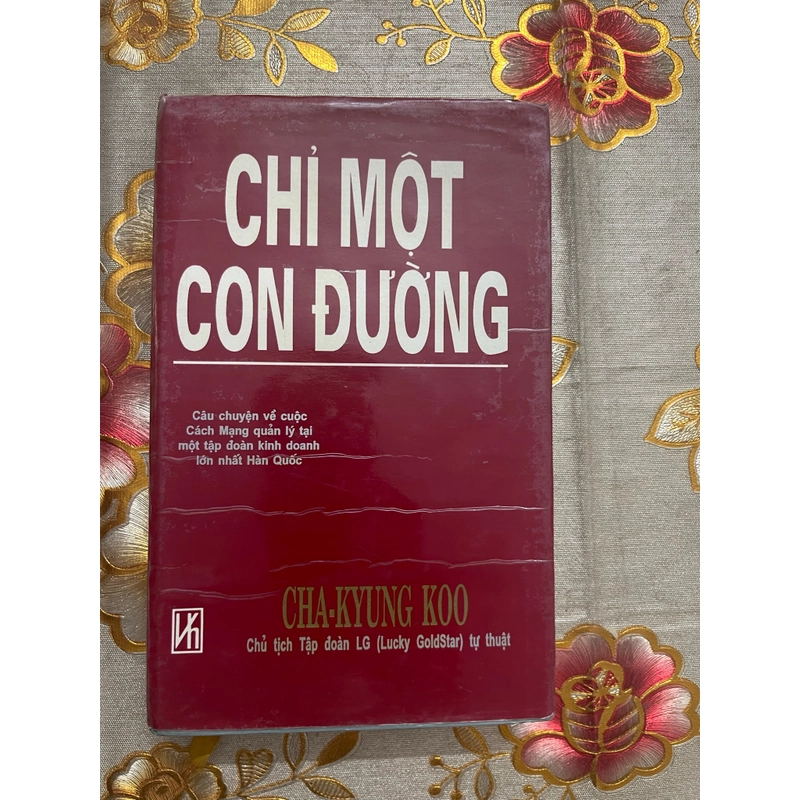 CHỈ MỘT
CON ĐƯỜNG
Câu chuyện về cuộc
Cách Mạng quản lý tại
một tập đoàn kinh doanh
lớn nhất Hàn Quốc
CHA-KYUNG KOO
Chủ tịch Tập đoàn LG (Lucky GoldStar) tự thuật